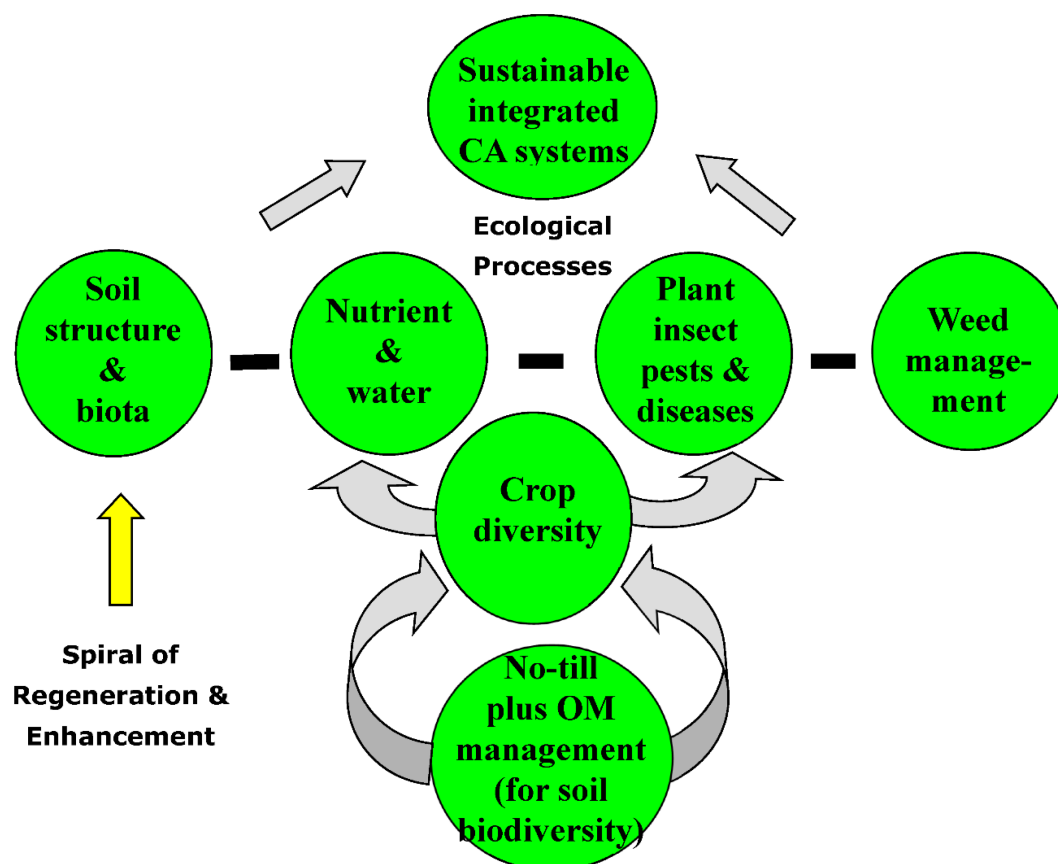 Sustainable
integrated
CA systems
Ecological
Processes
Soil
structure
&
biota
Nutrient
&
water
Plant
insect
pests &
diseases
Weed
manage-
ment
Crop
diversity
Spiral of
Regeneration &
Enhancement
No-till
plus OM
management
(for soil
biodiversity)